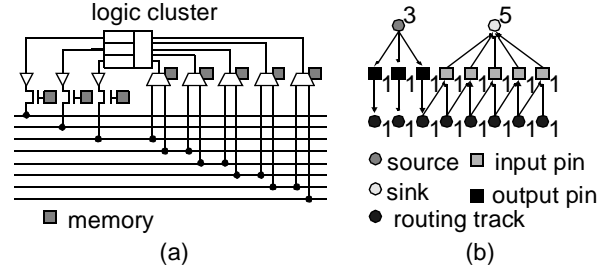 logic cluster
3
5
1 1 1 1 1 1 1 1
1 1 1 1 1 1 1 1
source
input pin
sink
output pin
routing track
memory
(a)
(b)